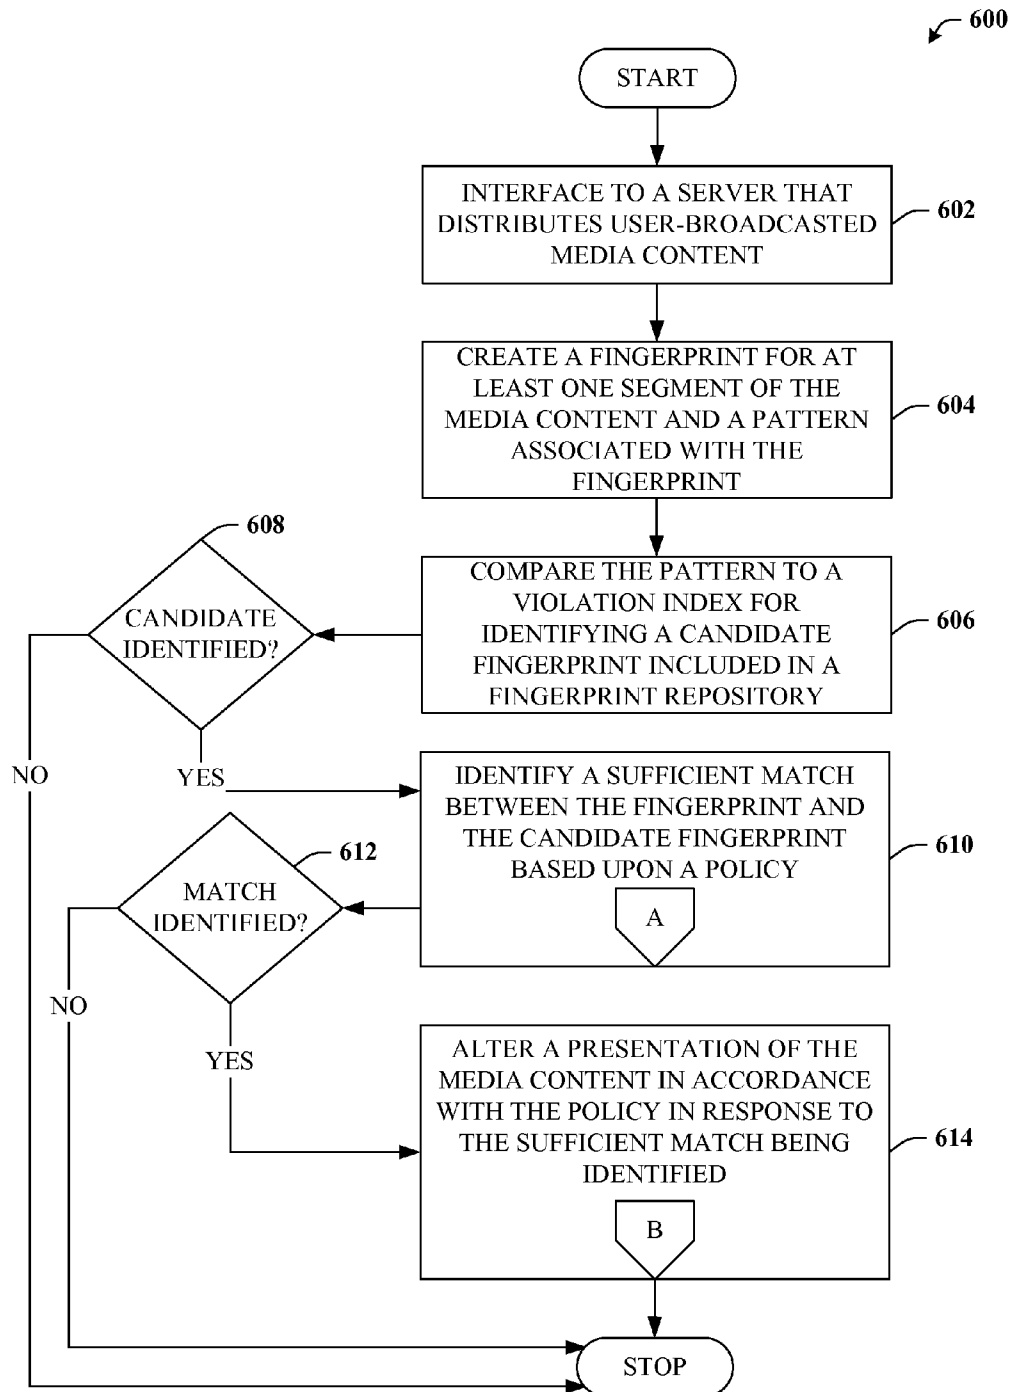 600
START
INTERFACE TO A SERVER THAT
DISTRIBUTES USER-BROADCASTED
MEDIA CONTENT
602
CREATE A FINGERPRINT FOR AT
LEAST ONE SEGMENT OF THE
MEDIA CONTENT AND A PATTERN
ASSOCIATED WITH THE
FINGERPRINT
604
COMPARE THE PATTERN TO A
VIOLATION INDEX FOR
IDENTIFYING A CANDIDATE
FINGERPRINT INCLUDED IN A
FINGERPRINT REPOSITORY
606
608
CANDIDATE
IDENTIFIED?
NO
YES
IDENTIFY A SUFFICIENT MATCH
BETWEEN THE FINGERPRINT AND
THE CANDIDATE FINGERPRINT
BASED UPON A POLICY
A
610
612
MATCH
IDENTIFIED?
NO
YES
ALTER A PRESENTATION OF THE
MEDIA CONTENT IN ACCORDANCE
WITH THE POLICY IN RESPONSE TO
THE SUFFICIENT MATCH BEING
IDENTIFIED
B
614
STOP